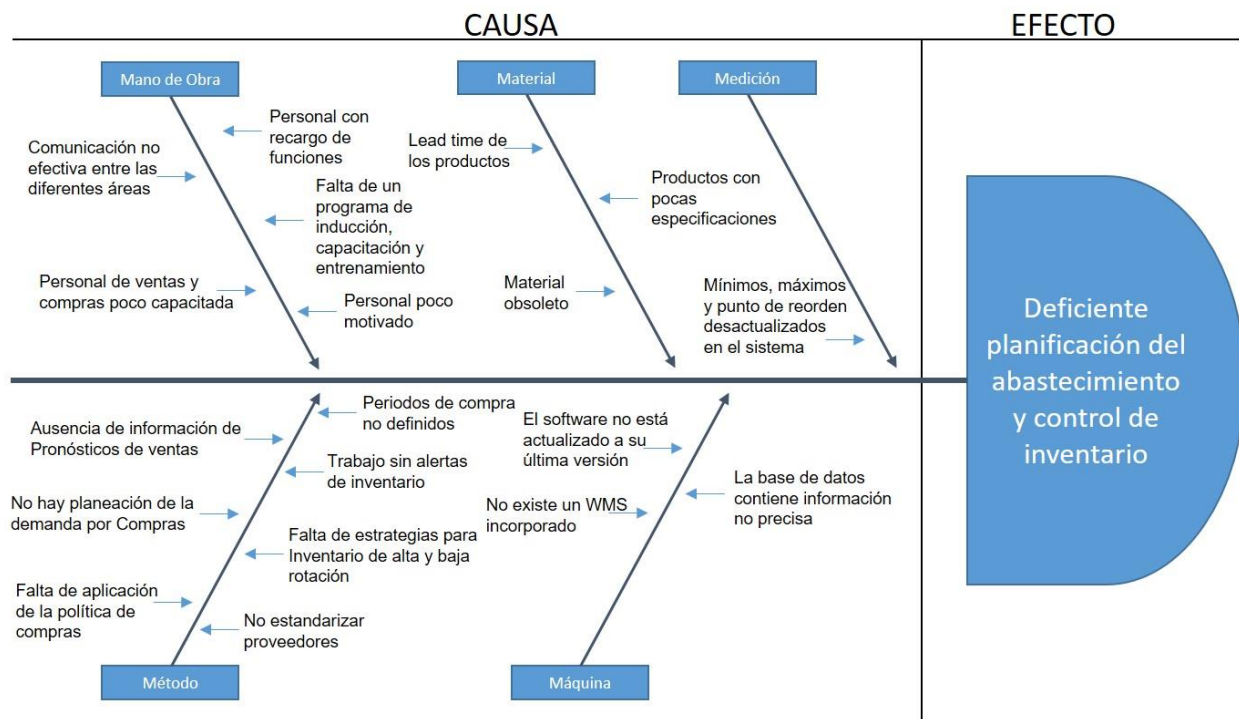 CAUSA
EFECTO
Mano de Obra
Material
Medición
Personal con
recargo de
funciones
Comunicación no
efectiva entre las
diferentes áreas
Falta de un
programa de
inducción,
capacitación y
entrenamiento
Personal de ventas y
compras poco capacitada
Personal poco
motivado
Lead time de
los productos
Productos con
pocas
especificaciones
Material
obsoleto
Mínimos, máximos
y punto de reorden
desactualizados
en el sistema
Deficiente
planificación del
abastecimiento
y control de
inventario
Periodos de compra
no definidos
Ausencia de información de
Pronósticos de ventas
Trabajo sin alertas
de inventario
No hay planeación de la
demanda por Compras
Falta de estrategias para
Inventario de alta y baja
rotación
Falta de aplicación
de la política de
compras
No estandarizar
proveedores
El software no está
actualizado a su
última versión
La base de datos
contiene información
no precisa
No existe un WMS
incorporado
Método
Máquina